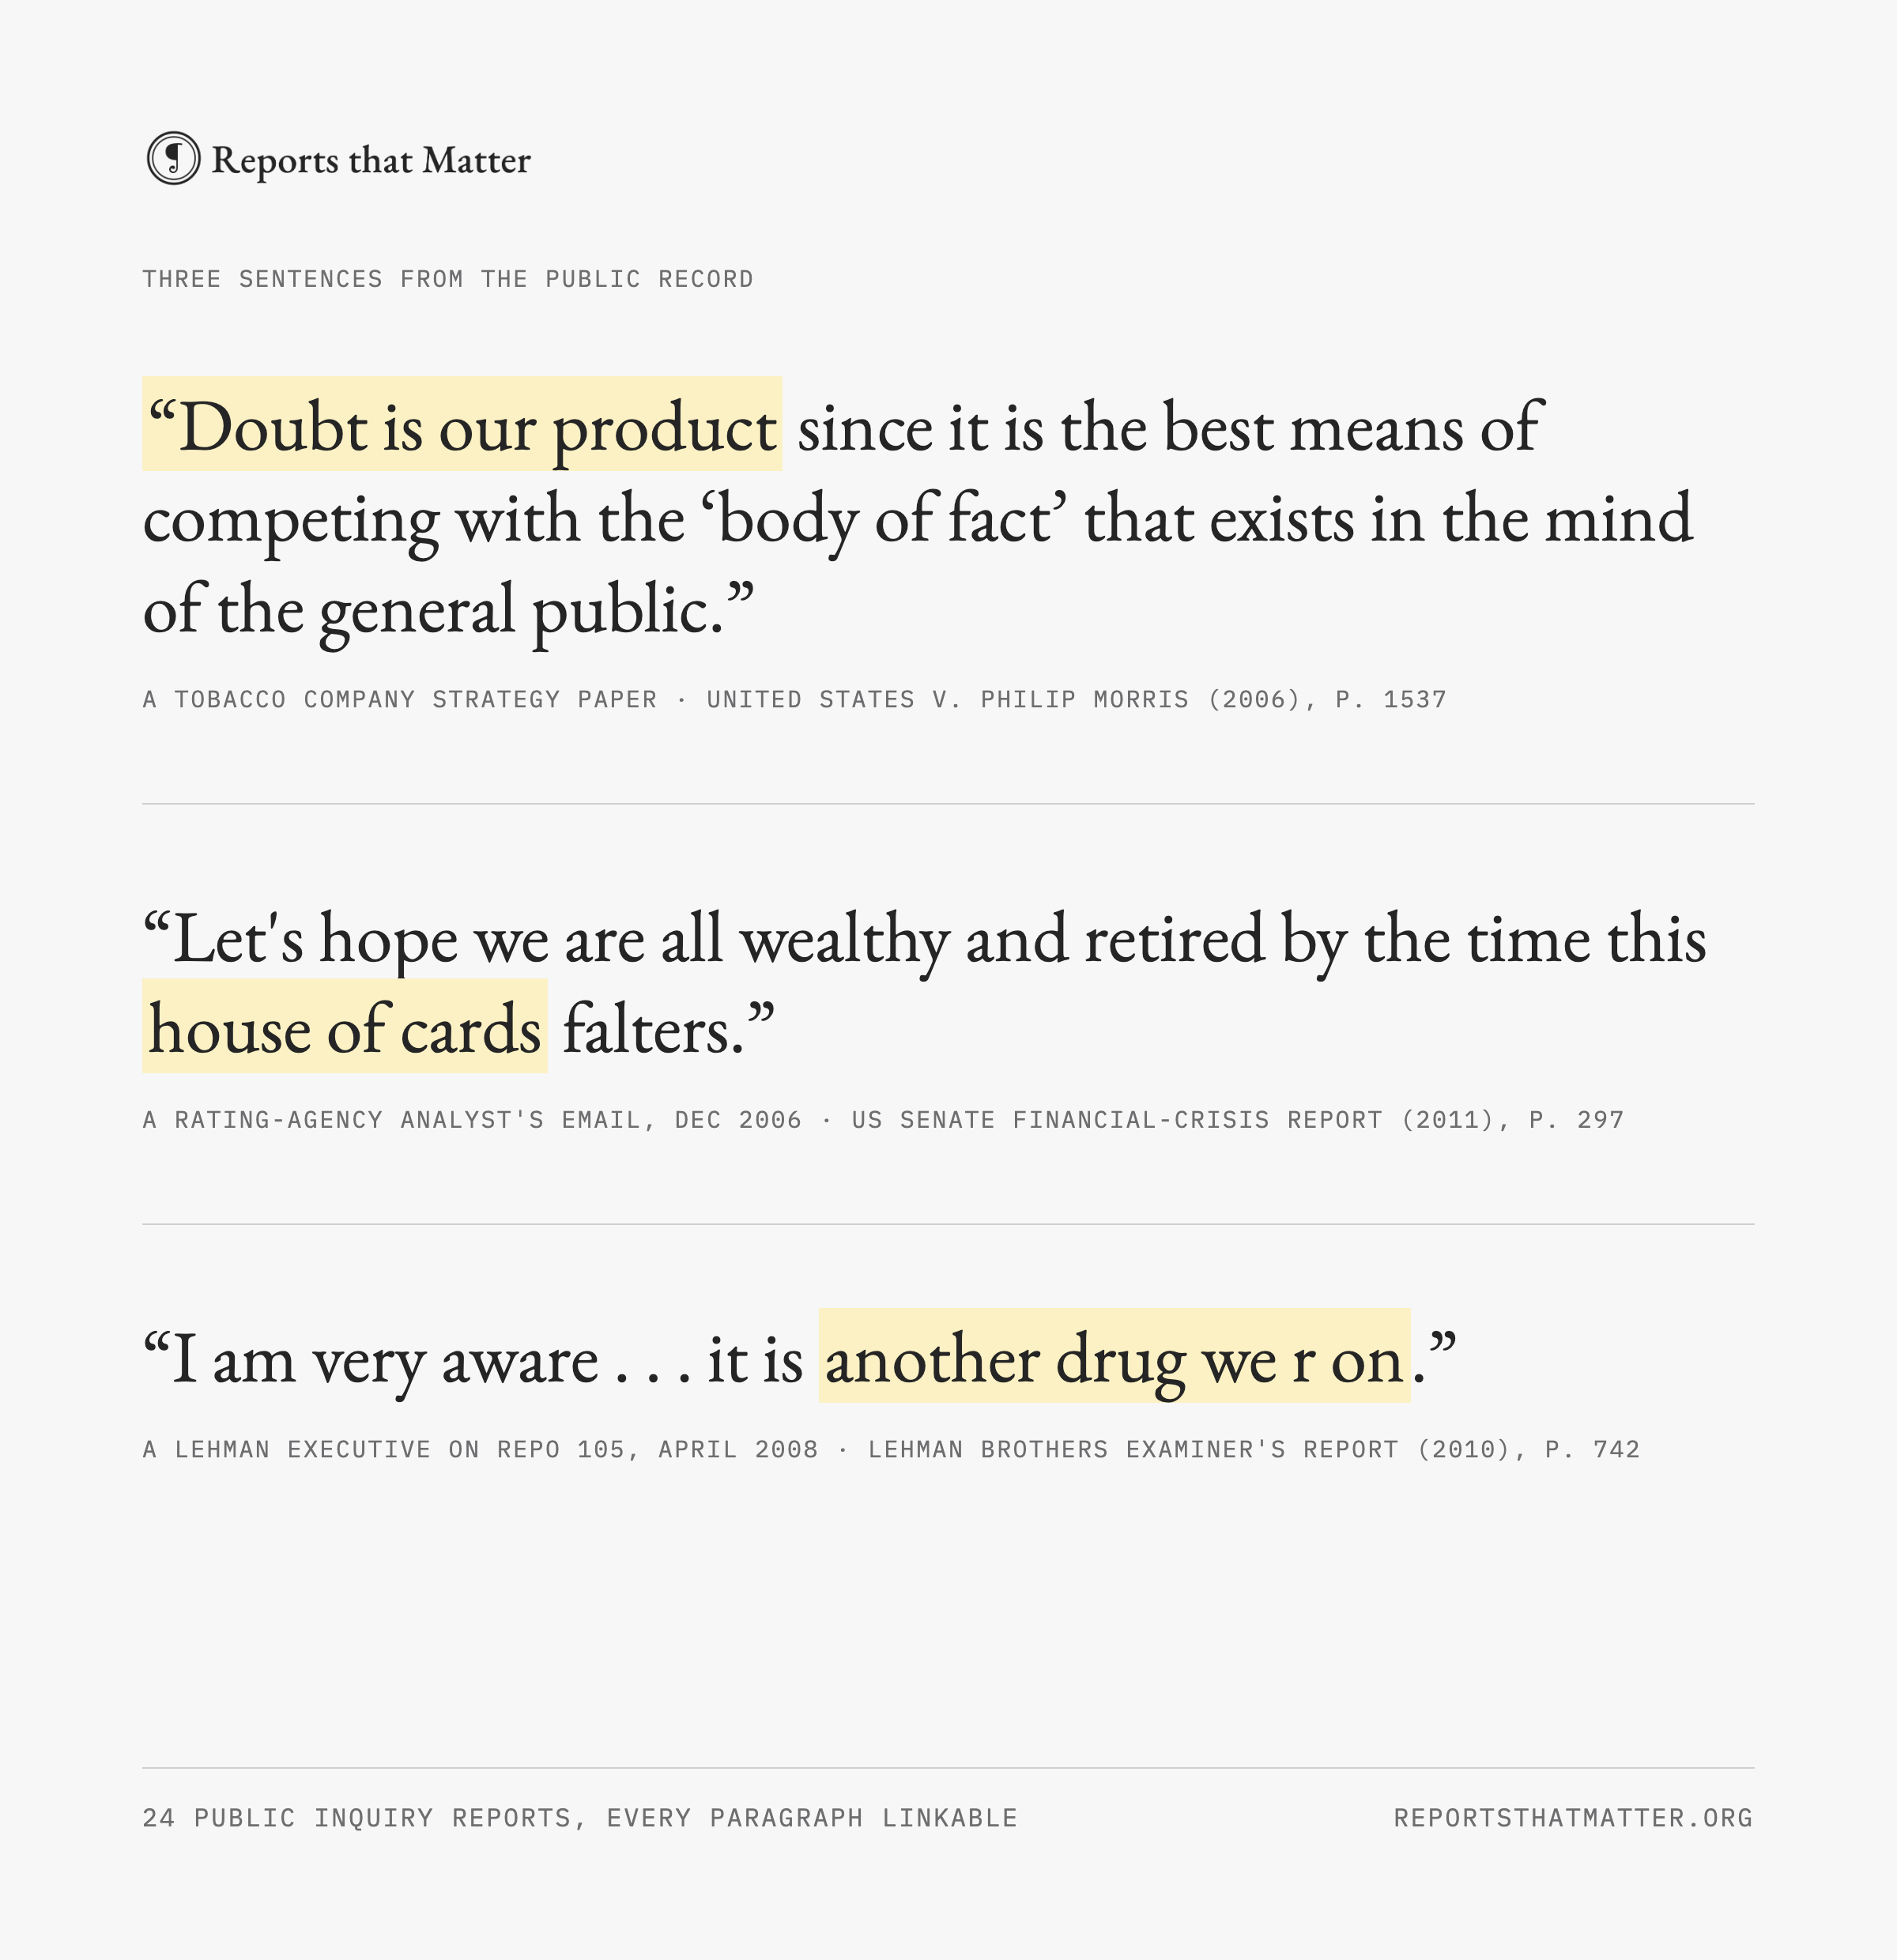 ¶ Reports that Matter
THREE SENTENCES FROM THE PUBLIC RECORD
“Doubt is our product since it is the best means of
competing with the ‘body of fact’ that exists in the mind
of the general public.”
A TOBACCO COMPANY STRATEGY PAPER · UNITED STATES V. PHILIP MORRIS (2006), P. 1537
“Let's hope we are all wealthy and retired by the time this
house of cards falters.”
A RATING-AGENCY ANALYST'S EMAIL, DEC 2006 · US SENATE FINANCIAL-CRISIS REPORT (2011), P. 297
“I am very aware . . . it is another drug we r on.”
A LEHMAN EXECUTIVE ON REPO 105, APRIL 2008 · LEHMAN BROTHERS EXAMINER'S REPORT (2010), P. 742
24 PUBLIC INQUIRY REPORTS, EVERY PARAGRAPH LINKABLE
REPORTSTHATMATTER.ORG